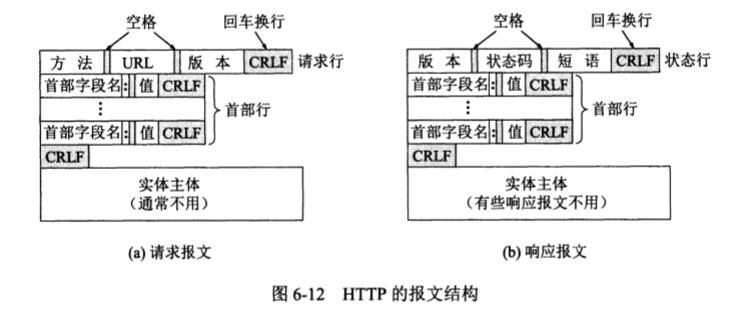 空格 回车换行
方 法 URL 版 本 CRLF 请求行
首部字段名: 值 CRLF
⋮ 首部行
首部字段名: 值 CRLF
CRLF
实体主体
(通常不用)
(a) 请求报文
空格 回车换行
版 本 状态码 短 语 CRLF 状态行
首部字段名: 值 CRLF
⋮ 首部行
首部字段名: 值 CRLF
CRLF
实体主体
(有些响应报文不用)
(b) 响应报文
图 6-12 HTTP 的报文结构